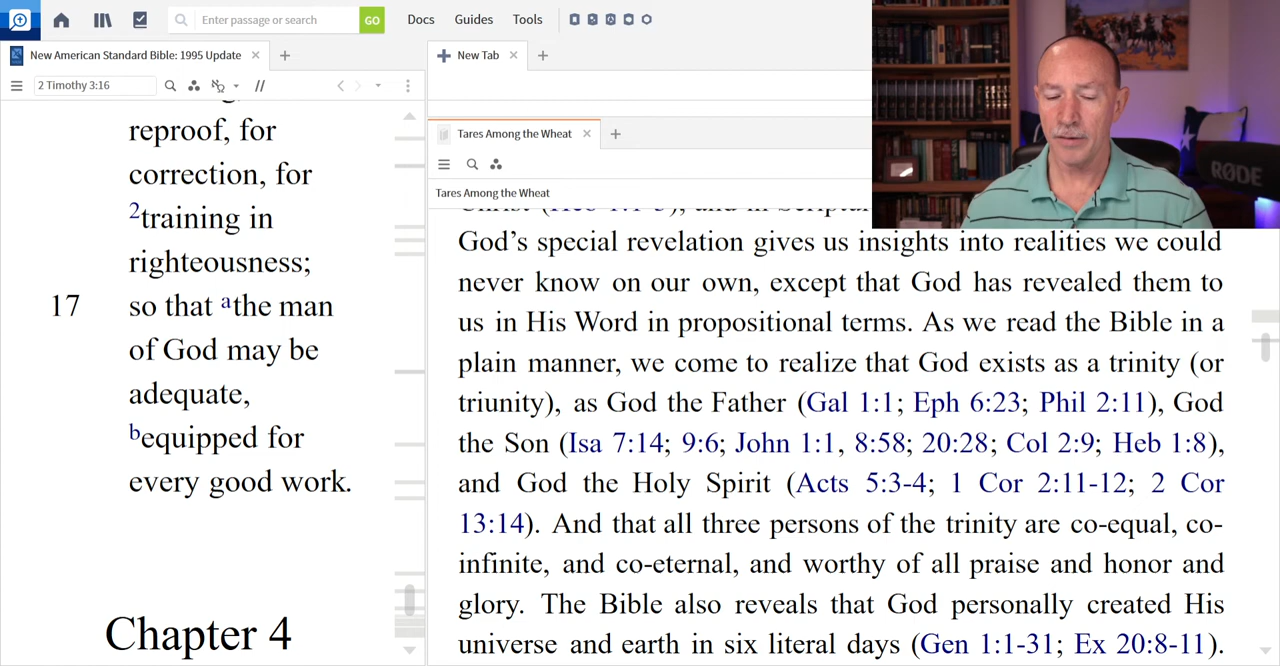 Enter passage or search
GO
Docs
Guides
Tools
New American Standard Bible: 1995 Update
2 Timothy 3:16
reproof, for
correction, for
2training in
righteousness;
17 so that athe man
of God may be
adequate,
bequipped for
every good work.
Chapter 4
New Tab
Tares Among the Wheat
Tares Among the Wheat
God's special revelation gives us insights into realities we could
never know on our own, except that God has revealed them to
us in His Word in propositional terms. As we read the Bible in a
plain manner, we come to realize that God exists as a trinity (or
triunity), as God the Father (Gal 1:1; Eph 6:23; Phil 2:11), God
the Son (Isa 7:14; 9:6; John 1:1, 8:58; 20:28; Col 2:9; Heb 1:8),
and God the Holy Spirit (Acts 5:3-4; 1 Cor 2:11-12; 2 Cor
13:14). And that all three persons of the trinity are co-equal, co-
infinite, and co-eternal, and worthy of all praise and honor and
glory. The Bible also reveals that God personally created His
universe and earth in six literal days (Gen 1:1-31; Ex 20:8-11).
RØDE